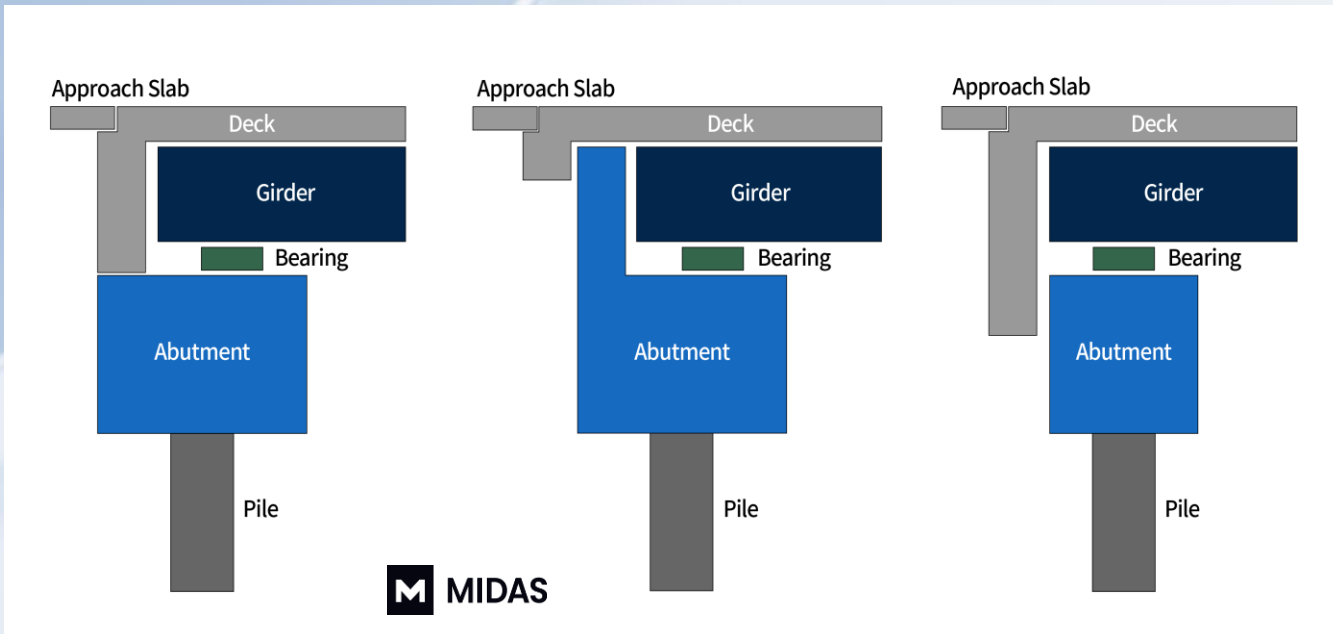 Approach Slab
Deck
Girder
Bearing
Abutment
Pile
Approach Slab
Deck
Girder
Bearing
Abutment
Pile
Approach Slab
Deck
Girder
Bearing
Abutment
Pile
M MIDAS